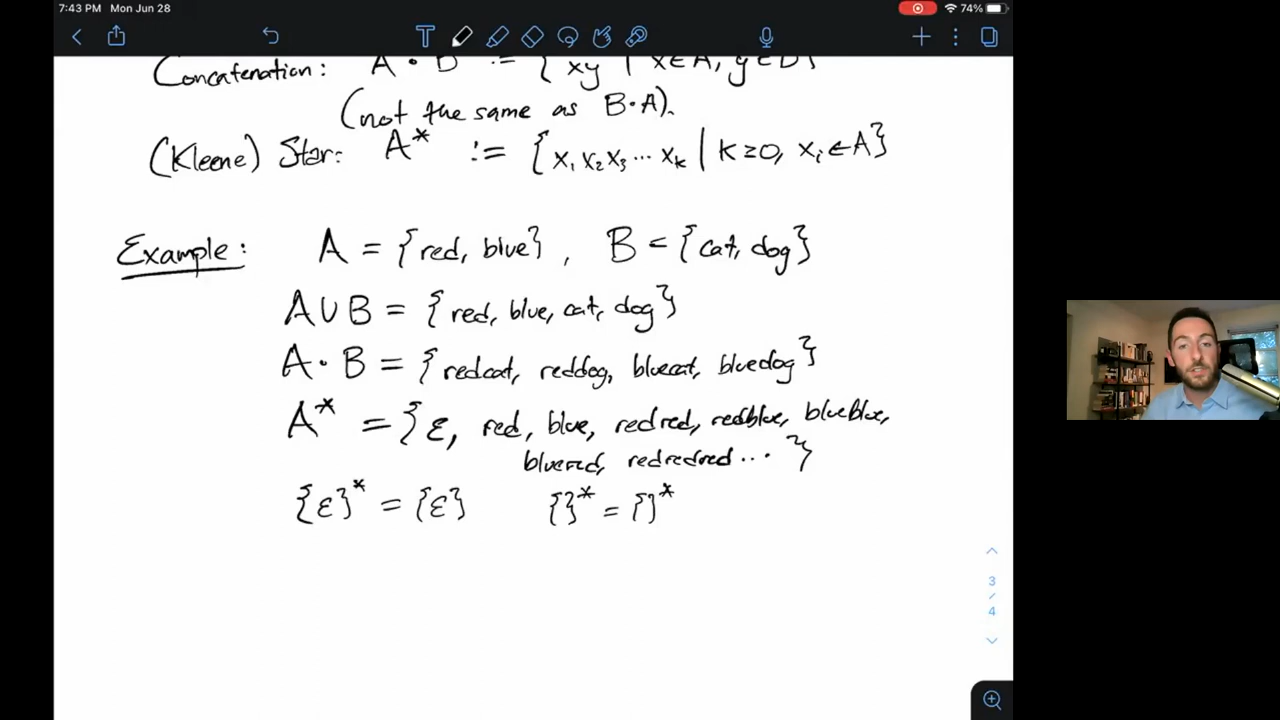 7:43 PM Mon Jun 28
74%
Concatenation: A · B := { xy | x∈A, y∈B}
(not the same as B·A).
(Kleene) Star: A* := {x₁ x₂ x₃ ··· xₖ | k≥0, xᵢ ∈ A}
Example: A = {red, blue}, B = {cat, dog}
A∪B = {red, blue, cat, dog}
A · B = {redcat, reddog, bluecat, bluedog}
A* = {ε, red, blue, redred, redblue, blueblue,
bluered, redredred ··· }
{ε}* = {ε} {}* = {}*
3
/
4